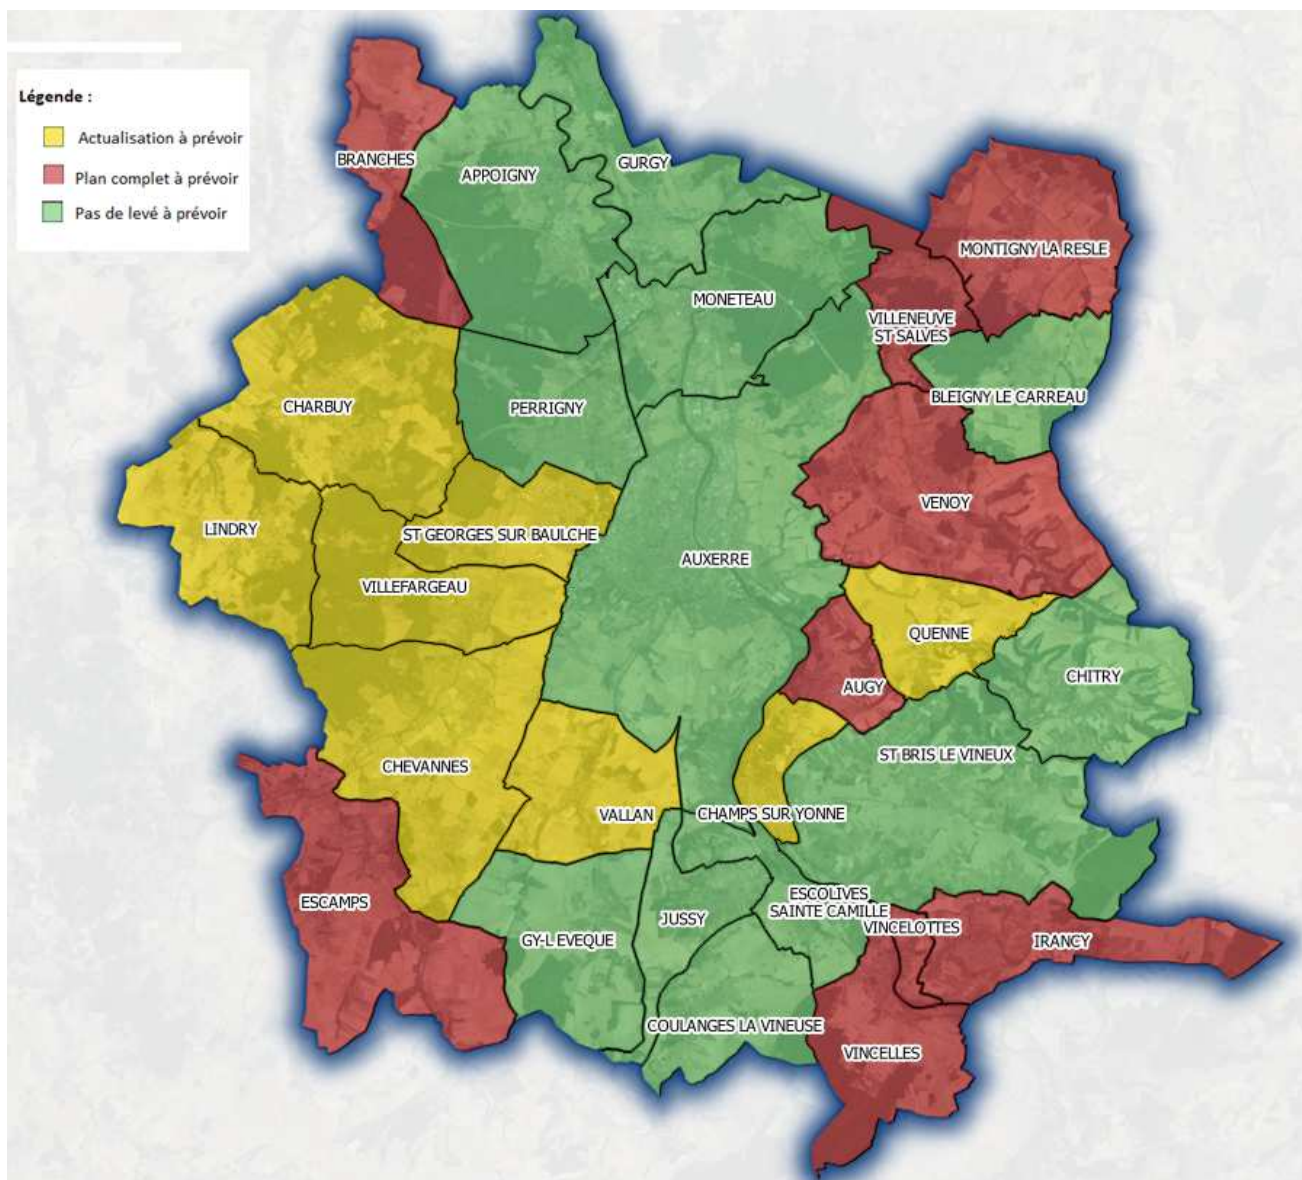 Légende :
Actualisation à prévoir
Plan complet à prévoir
Pas de levé à prévoir
BRANCHES
APPOIGNY
GURGY
MONTIGNY LA RESLE
MONETEAU
VILLENEUVE
ST SALVES
CHARBUY
PERRIGNY
BLEIGNY LE CARREAU
LINDRY
ST GEORGES SUR BAULCHE
VENOY
AUXERRE
VILLEFARGEAU
QUENNE
CHITRY
AUGY
ST BRIS LE VINEUX
CHEVANNES
VALLAN
CHAMPS SUR YONNE
ESCAMPS
ESCOLIVES
SAINTE CAMILLE
JUSSY
VINCELOTTES
GY-L EVEQUE
IRANCY
COULANGES LA VINEUSE
VINCELLES